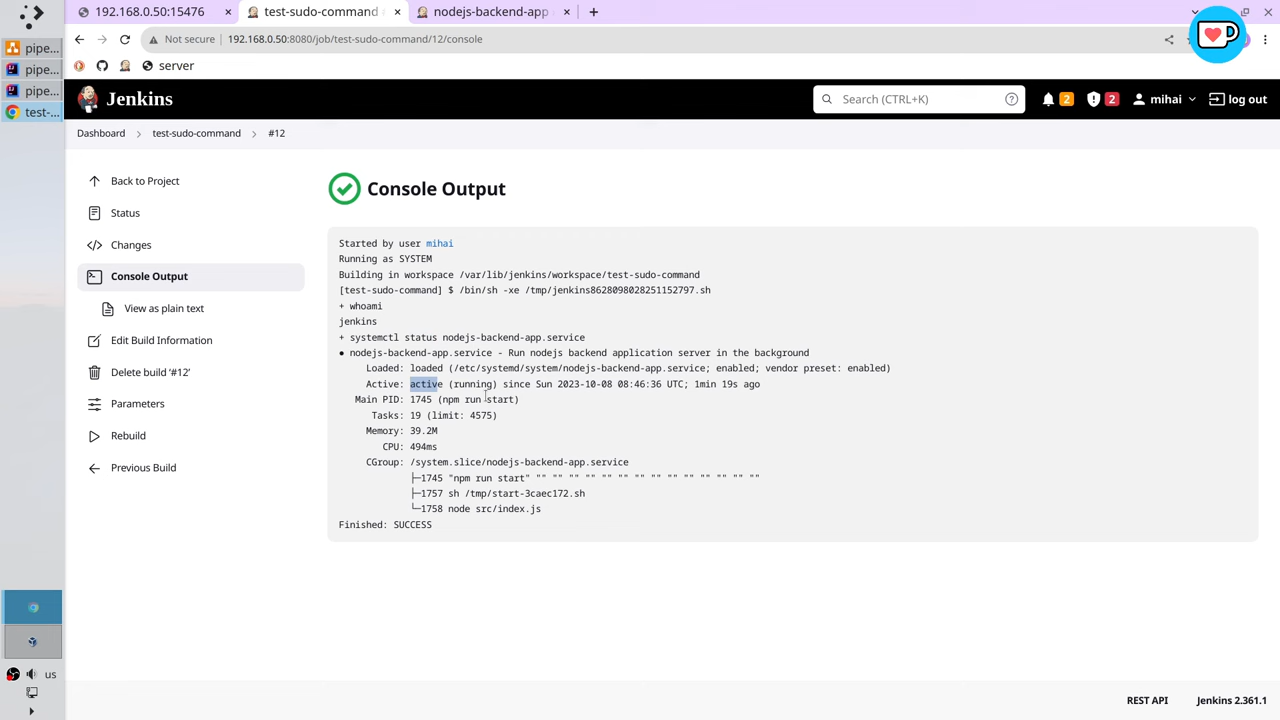 192.168.0.50:15476
test-sudo-command
nodejs-backend-app
Not secure
192.168.0.50:8080/job/test-sudo-command/12/console
server
pipe...
pipe...
pipe...
test-...
Jenkins
Search (CTRL+K)
2
2
mihai
log out
Dashboard
test-sudo-command
#12
Back to Project
Status
Changes
Console Output
View as plain text
Edit Build Information
Delete build ‘#12’
Parameters
Rebuild
Previous Build
Console Output
Started by user mihai
Running as SYSTEM
Building in workspace /var/lib/jenkins/workspace/test-sudo-command
[test-sudo-command] $ /bin/sh -xe /tmp/jenkins8628098028251152797.sh
+ whoami
jenkins
+ systemctl status nodejs-backend-app.service
● nodejs-backend-app.service - Run nodejs backend application server in the background
Loaded: loaded (/etc/systemd/system/nodejs-backend-app.service; enabled; vendor preset: enabled)
Active: active (running) since Sun 2023-10-08 08:46:36 UTC; 1min 19s ago
Main PID: 1745 (npm run start)
Tasks: 19 (limit: 4575)
Memory: 39.2M
CPU: 494ms
CGroup: /system.slice/nodejs-backend-app.service
├─1745 "npm run start" "" "" "" "" "" "" "" "" "" "" "" "" "" ""
├─1757 sh /tmp/start-3caec172.sh
└─1758 node src/index.js
Finished: SUCCESS
us
REST API
Jenkins 2.361.1